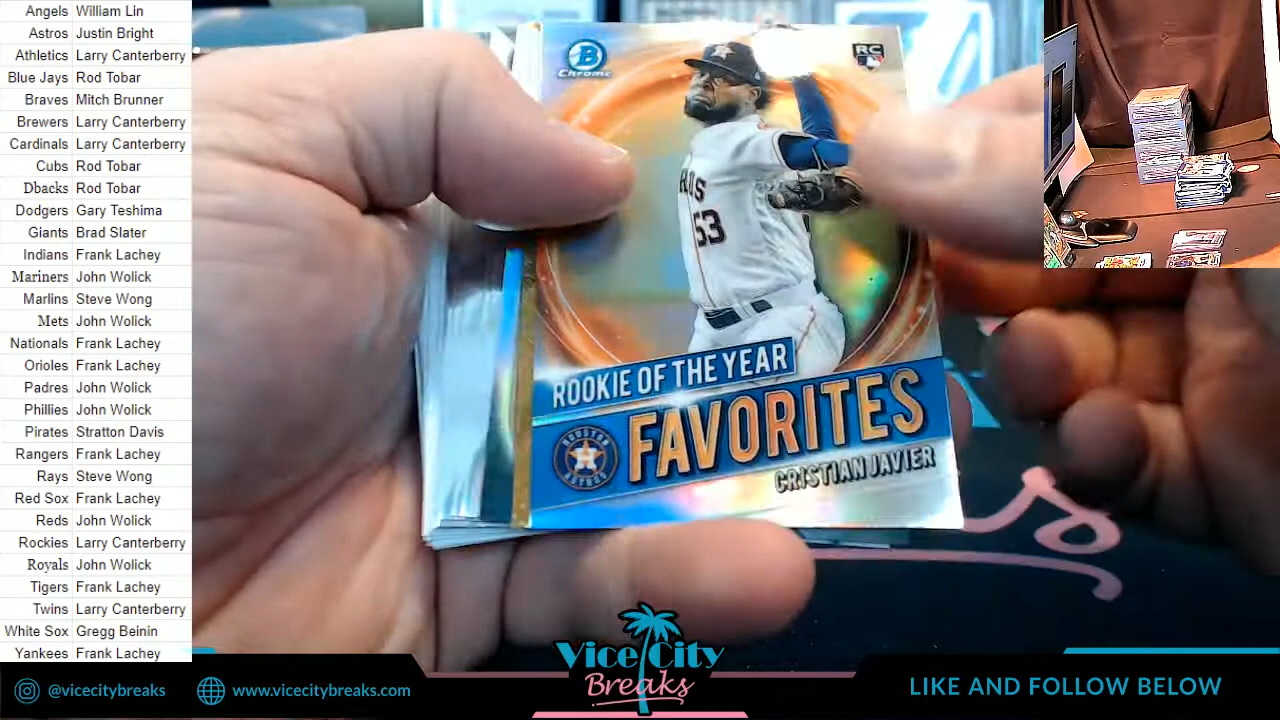 Angels William Lin
Astros Justin Bright
Athletics Larry Canterberry
Blue Jays Rod Tobar
Braves Mitch Brunner
Brewers Larry Canterberry
Cardinals Larry Canterberry
Cubs Rod Tobar
Dbacks Rod Tobar
Dodgers Gary Teshima
Giants Brad Slater
Indians Frank Lachey
Mariners John Wolick
Marlins Steve Wong
Mets John Wolick
Nationals Frank Lachey
Orioles Frank Lachey
Padres John Wolick
Phillies John Wolick
Pirates Stratton Davis
Rangers Frank Lachey
Rays Steve Wong
Red Sox Frank Lachey
Reds John Wolick
Rockies Larry Canterberry
Royals John Wolick
Tigers Frank Lachey
Twins Larry Canterberry
White Sox Gregg Beinin
Yankees Frank Lachey
B
Chrome
RC
53
ROOKIE OF THE YEAR
FAVORITES
HOUSTON
ASTROS
CRISTIAN JAVIER
@vicecitybreaks
www.vicecitybreaks.com
Vice City
Breaks
LIKE AND FOLLOW BELOW